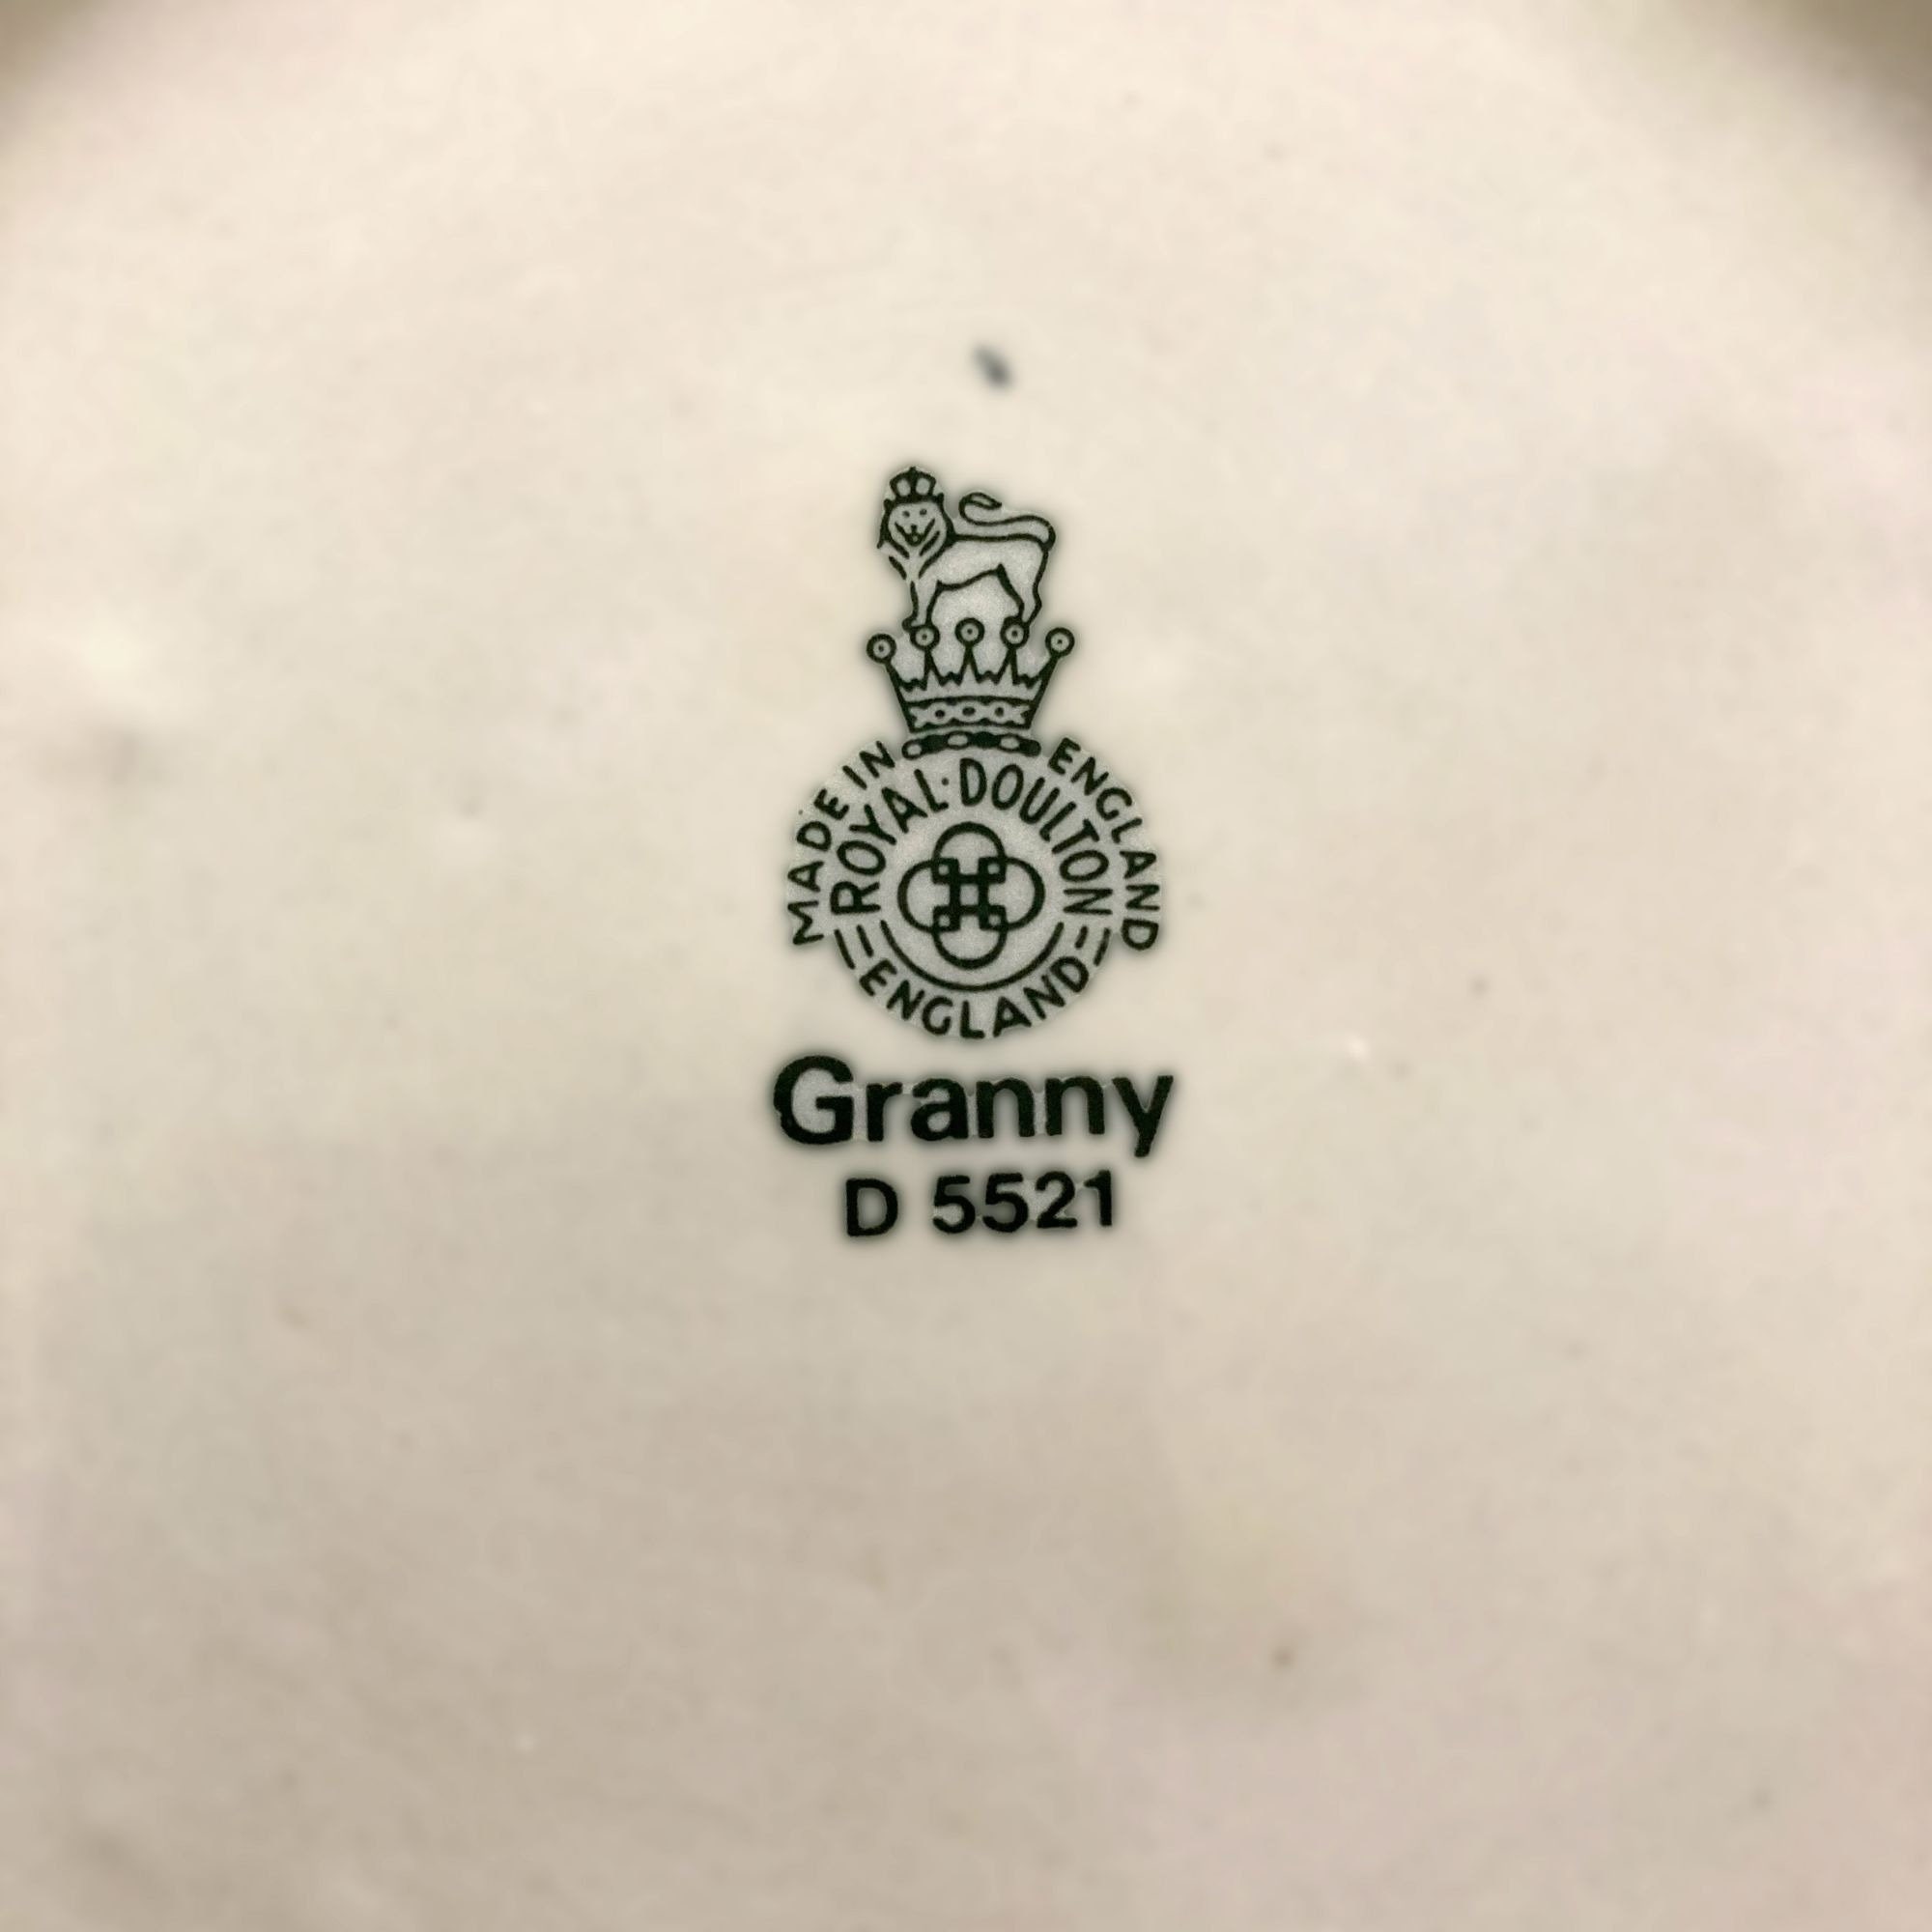 MADE IN ENGLAND
ROYAL·DOULTON
ENGLAND
Granny
D 5521